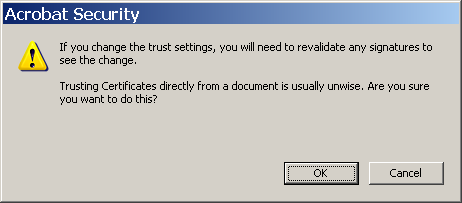 Acrobat Security
If you change the trust settings, you will need to revalidate any signatures to
see the change.
Trusting Certificates directly from a document is usually unwise. Are you sure
you want to do this?
OK
Cancel